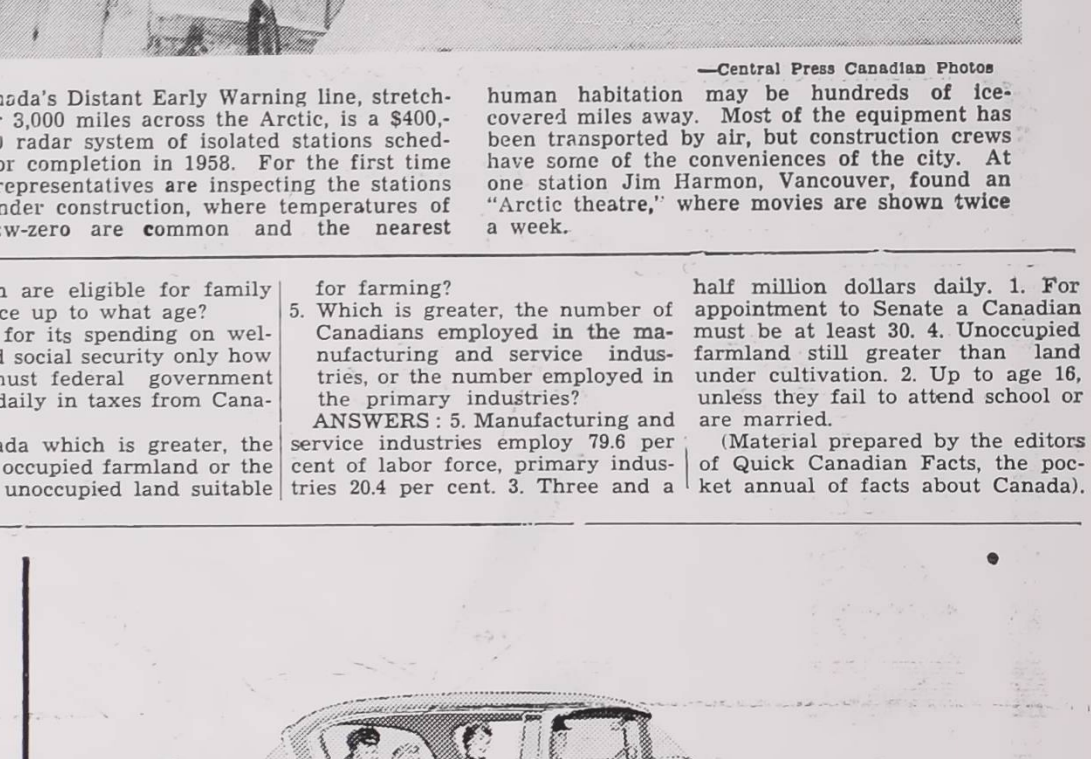 —Central Press Canadian Photos
Distant Early Warning line, stretch-
3,000 miles across the Arctic, is a $400,-
radar system of isolated stations sched-
completion in 1958. For the first time
representatives are inspecting the stations
construction, where temperatures of
are common and the nearest
human habitation may be hundreds of ice-
covered miles away. Most of the equipment has
been transported by air, but construction crews
have some of the conveniences of the city. At
one station Jim Harmon, Vancouver, found an
"Arctic theatre," where movies are shown twice
a week.
are eligible for family
up to what age?
for its spending on wel-
social security only how
federal government
daily in taxes from Cana-
which is greater, the
occupied farmland or the
unoccupied land suitable
for farming?
5. Which is greater, the number of
Canadians employed in the ma-
nufacturing and service indus-
tries, or the number employed in
the primary industries?
ANSWERS : 5. Manufacturing and
service industries employ 79.6 per
cent of labor force, primary indus-
tries 20.4 per cent. 3. Three and a
half million dollars daily. 1. For
appointment to Senate a Canadian
must be at least 30. 4. Unoccupied
farmland still greater than land
under cultivation. 2. Up to age 16,
unless they fail to attend school or
are married.
(Material prepared by the editors
of Quick Canadian Facts, the poc-
ket annual of facts about Canada).